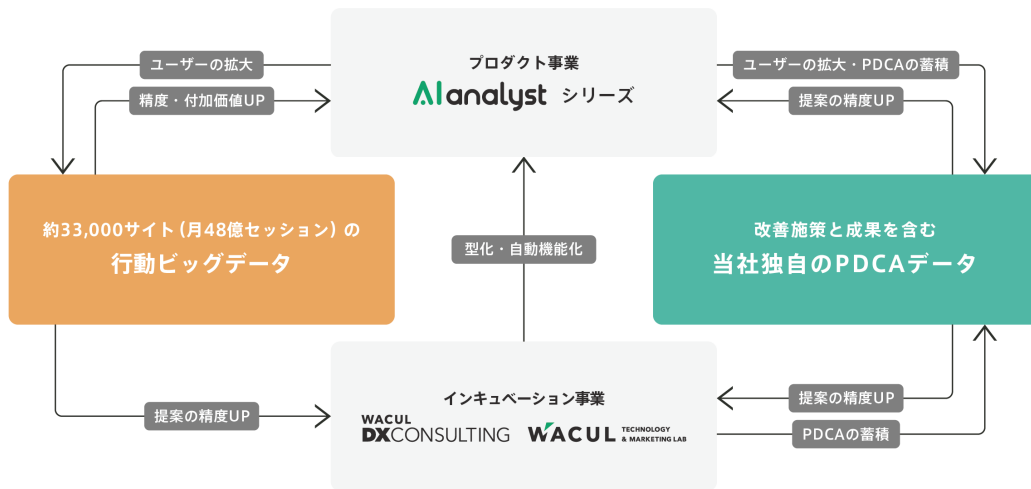 プロダクト事業
AI analyst シリーズ
ユーザーの拡大
精度・付加価値UP
ユーザーの拡大・PDCAの蓄積
提案の精度UP
約33,000サイト(月48億セッション)の
行動ビッグデータ
型化・自動機能化
改善施策と成果を含む
当社独自のPDCAデータ
提案の精度UP
インキュベーション事業
WACUL
DXCONSULTING
WACUL TECHNOLOGY
& MARKETING LAB
提案の精度UP
PDCAの蓄積